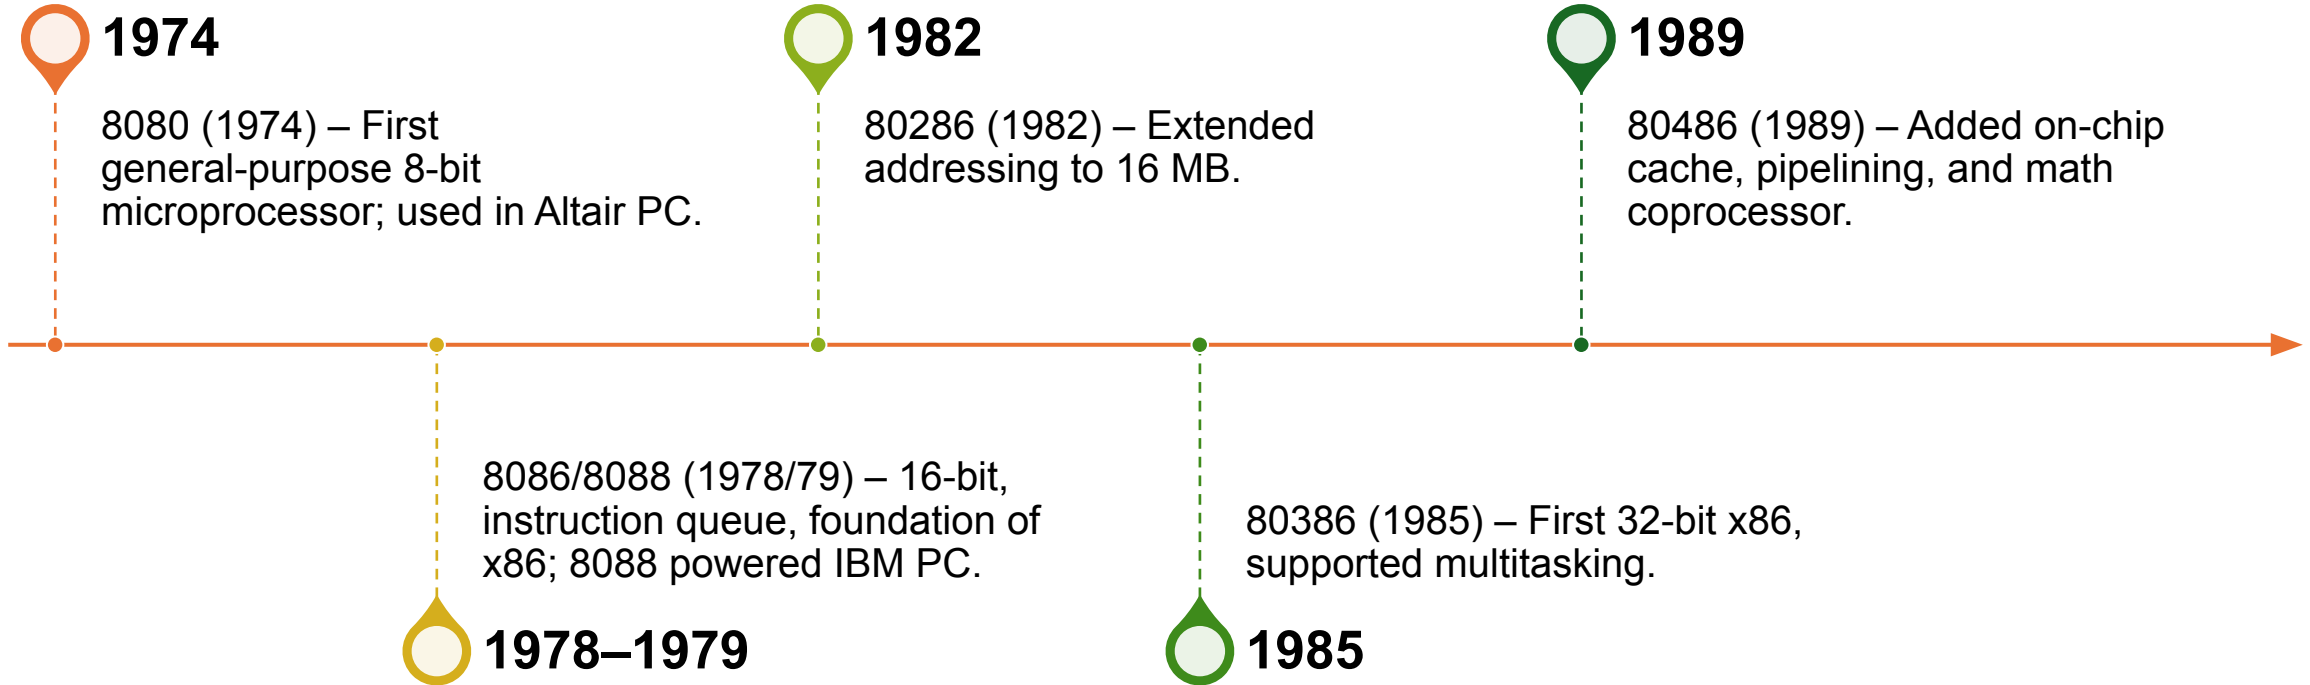 1974
8080 (1974) – First
general-purpose 8-bit
microprocessor; used in Altair PC.
8086/8088 (1978/79) – 16-bit,
instruction queue, foundation of
x86; 8088 powered IBM PC.
1978–1979
1982
80286 (1982) – Extended
addressing to 16 MB.
80386 (1985) – First 32-bit x86,
supported multitasking.
1985
1989
80486 (1989) – Added on-chip
cache, pipelining, and math
coprocessor.